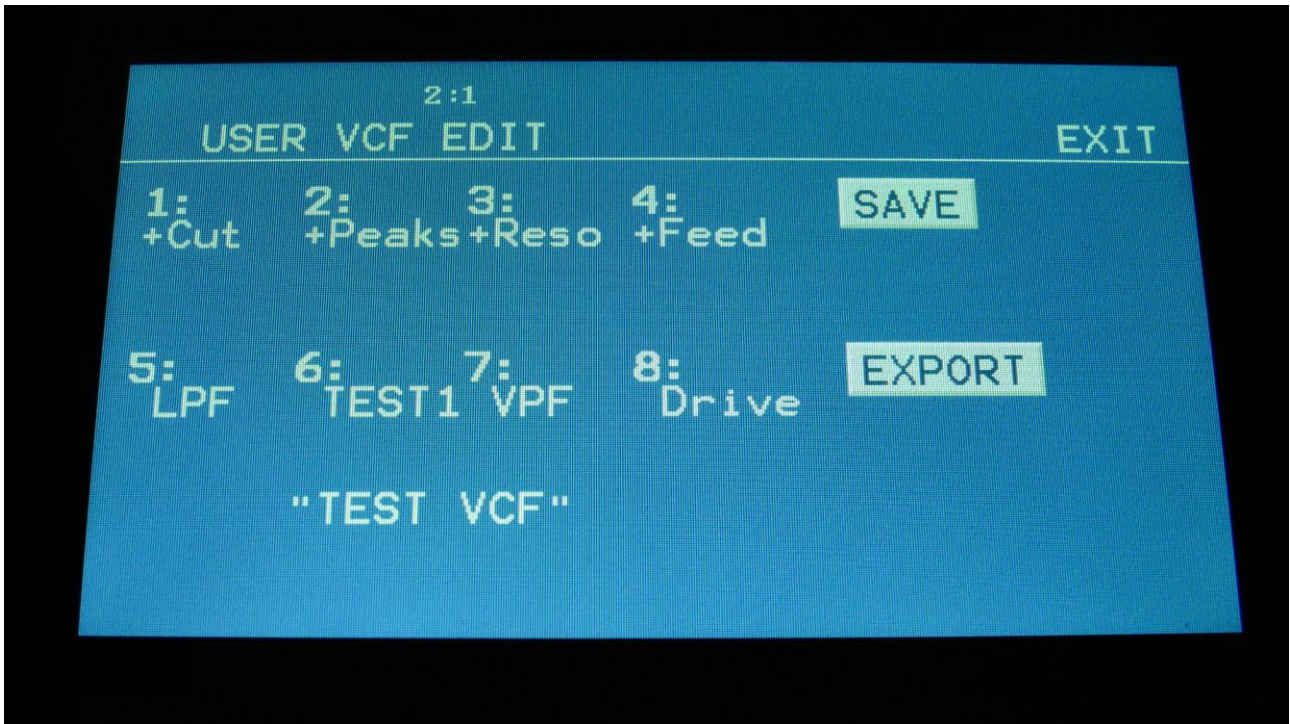 2:1
USER VCF EDIT EXIT
1: 2: 3: 4: SAVE
+Cut +Peaks +Reso +Feed
5: 6: 7: 8: EXPORT
LPF TEST1 VPF Drive
"TEST VCF"